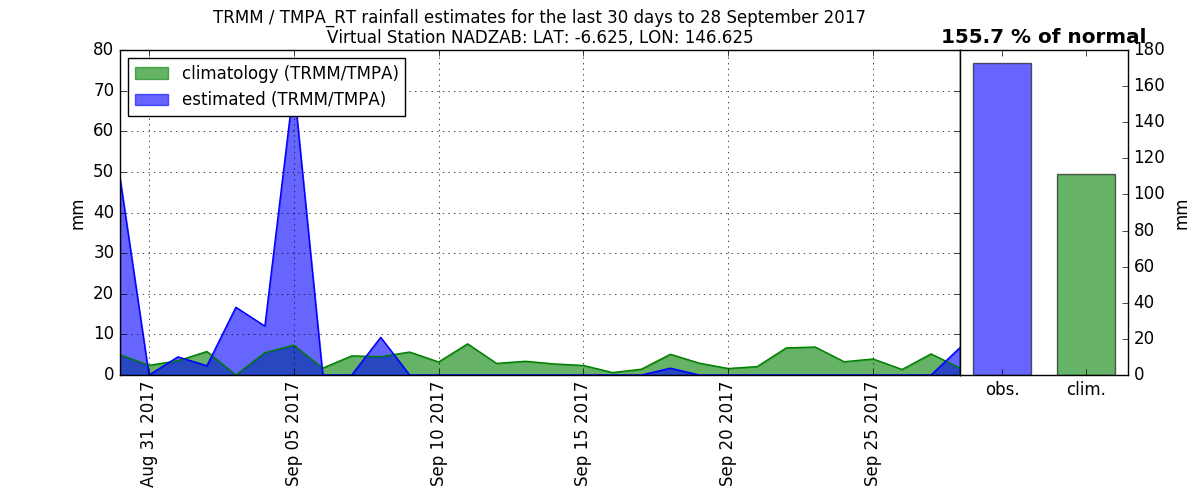 TRMM / TMPA_RT rainfall estimates for the last 30 days to 28 September 2017
Virtual Station NADZAB: LAT: -6.625, LON: 146.625
155.7 % of normal
climatology (TRMM/TMPA)
estimated (TRMM/TMPA)
mm
80
70
60
50
40
30
20
10
0
Aug 31 2017
Sep 05 2017
Sep 10 2017
Sep 15 2017
Sep 20 2017
Sep 25 2017
obs.
clim.
180
160
140
120
100
80
60
40
20
0
mm